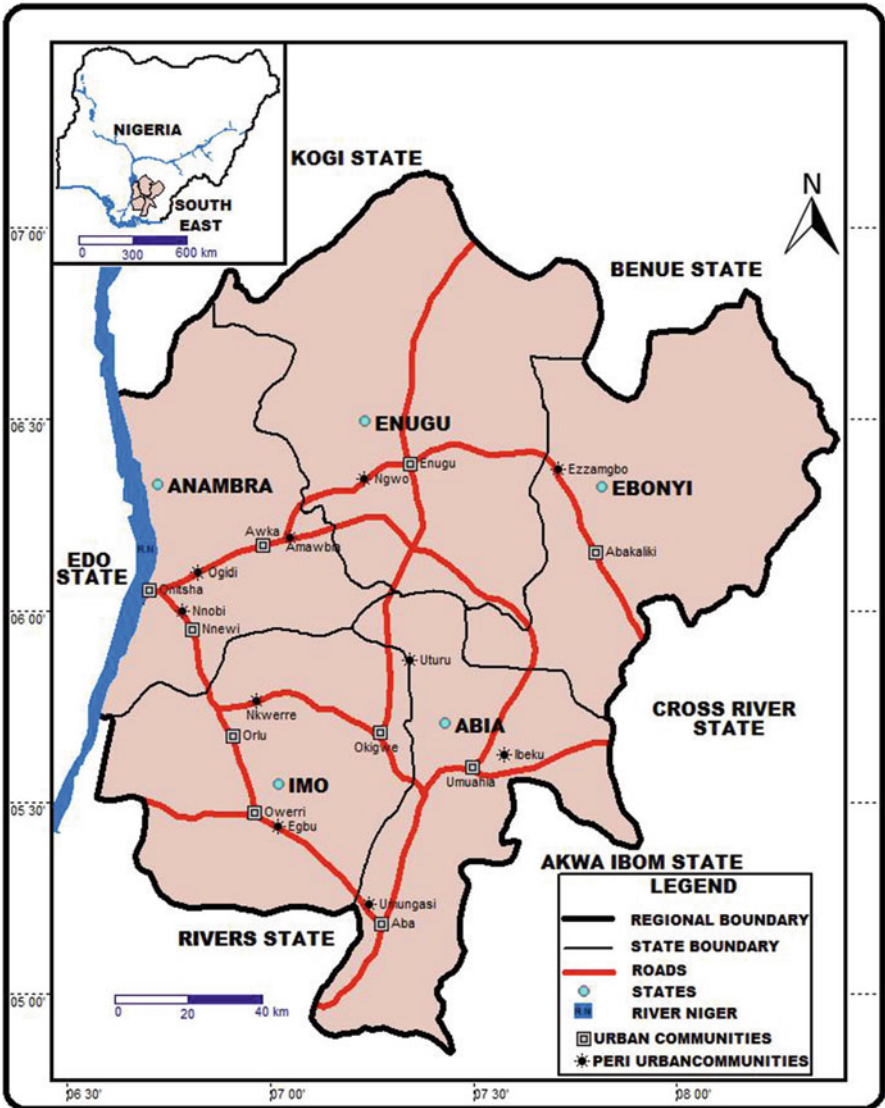 NIGERIA
SOUTH
EAST
0 300 600 km
KOGI STATE
N
07 00'
BENUE STATE
06 30'
ENUGU
Enugu
Ngwo
Ezzamgbo
ANAMBRA
EBONYI
Awka
Amawbia
Abakaliki
R.N
EDO
STATE
Ogidi
Onitsha
Nnobi
06 00'
Nnewi
Uturu
CROSS RIVER
STATE
Nkwerre
ABIA
Orlu
Okigwe
Ibeku
Umuahia
IMO
05 30'
Owerri
Egbu
AKWA IBOM STATE
Umungasi
Aba
RIVERS STATE
05 00'
0 20 40 km
LEGEND
REGIONAL BOUNDARY
STATE BOUNDARY
ROADS
STATES
R.N RIVER NIGER
URBAN COMMUNITIES
PERI URBANCOMMUNITIES
06 30' 07 00' 07 30' 08 00'